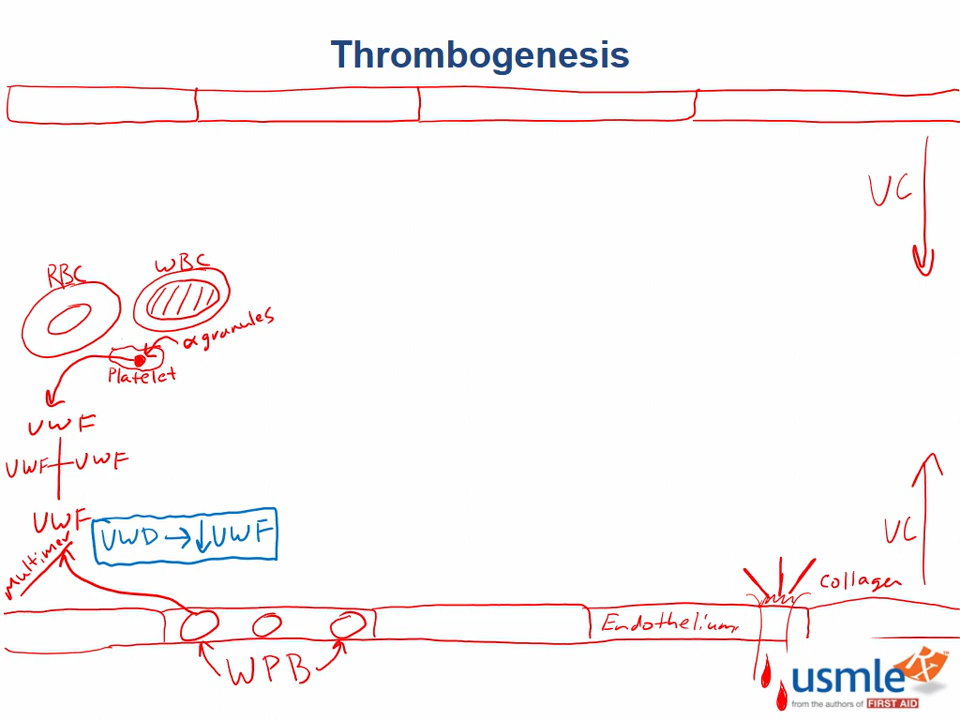 Thrombogenesis
VC
RBC
WBC
α granules
Platelet
VWF
VWF VWF
VWF
Multimer
VWD → ↓VWF
VC
Collagen
Endothelium
WPB
usmle
from the authors of FIRST AID